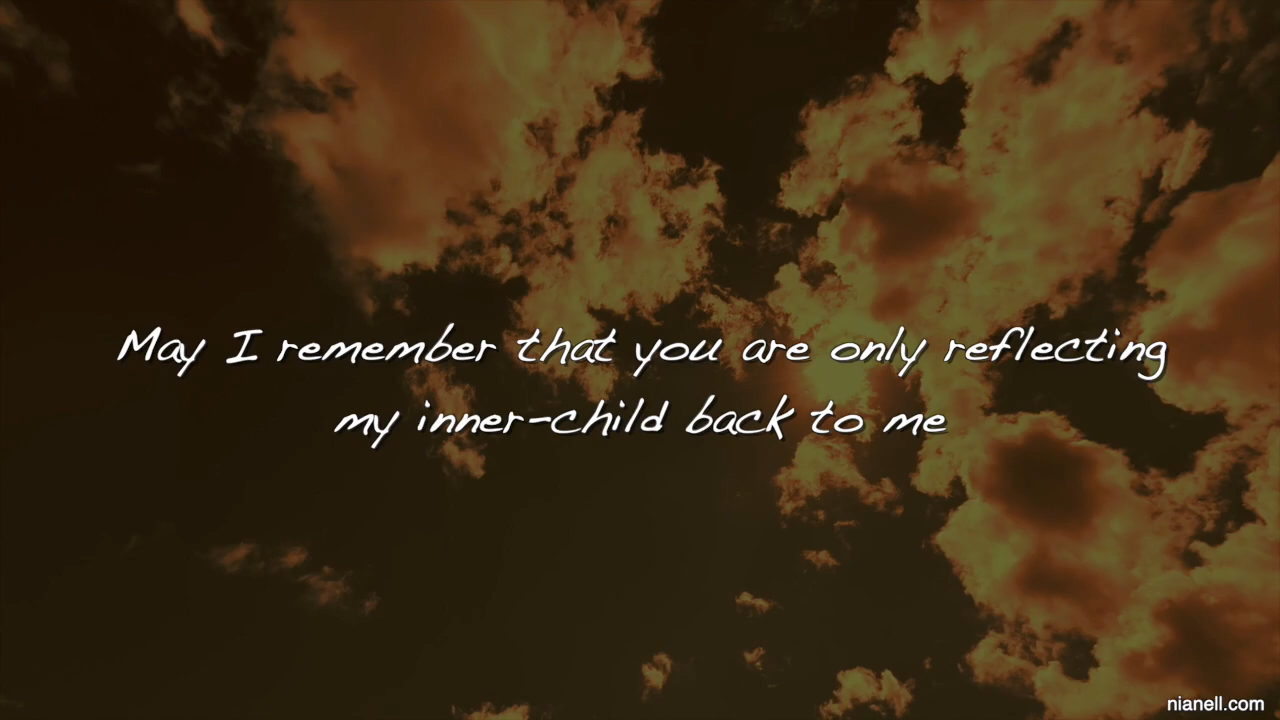 May I remember that you are only reflecting
my inner-child back to me
nianell.com